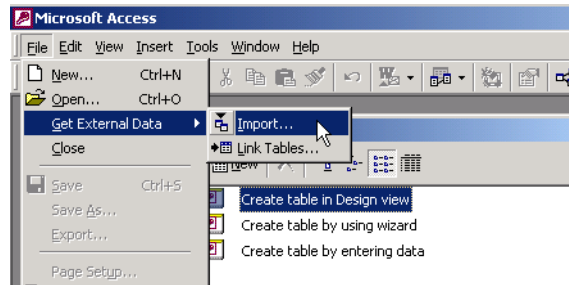 Microsoft Access
File Edit View Insert Tools Window Help
New... Ctrl+N
Open... Ctrl+O
Get External Data Import...
Close Link Tables...
New
Save Ctrl+S
Create table in Design view
Save As...
Create table by using wizard
Export...
Create table by entering data
Page Setup...